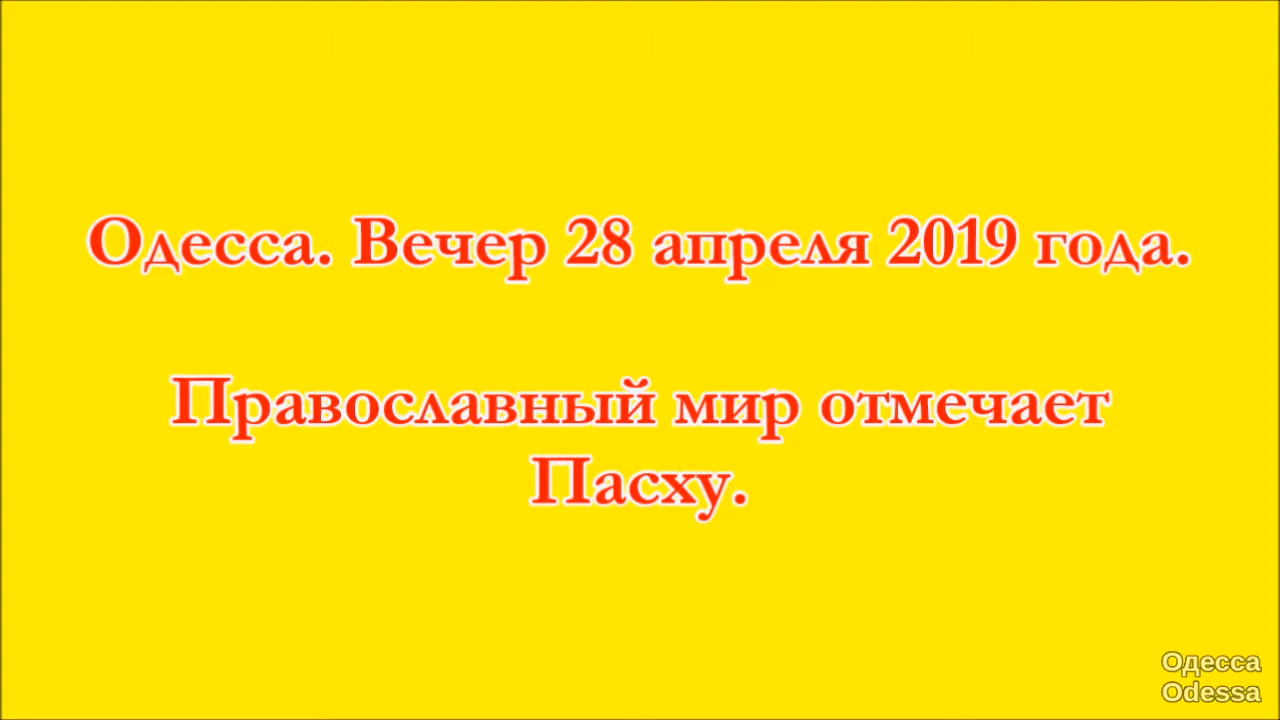 Одесса. Вечер 28 апреля 2019 года.
Православный мир отмечает
Пасху.
Одесса
Odessa